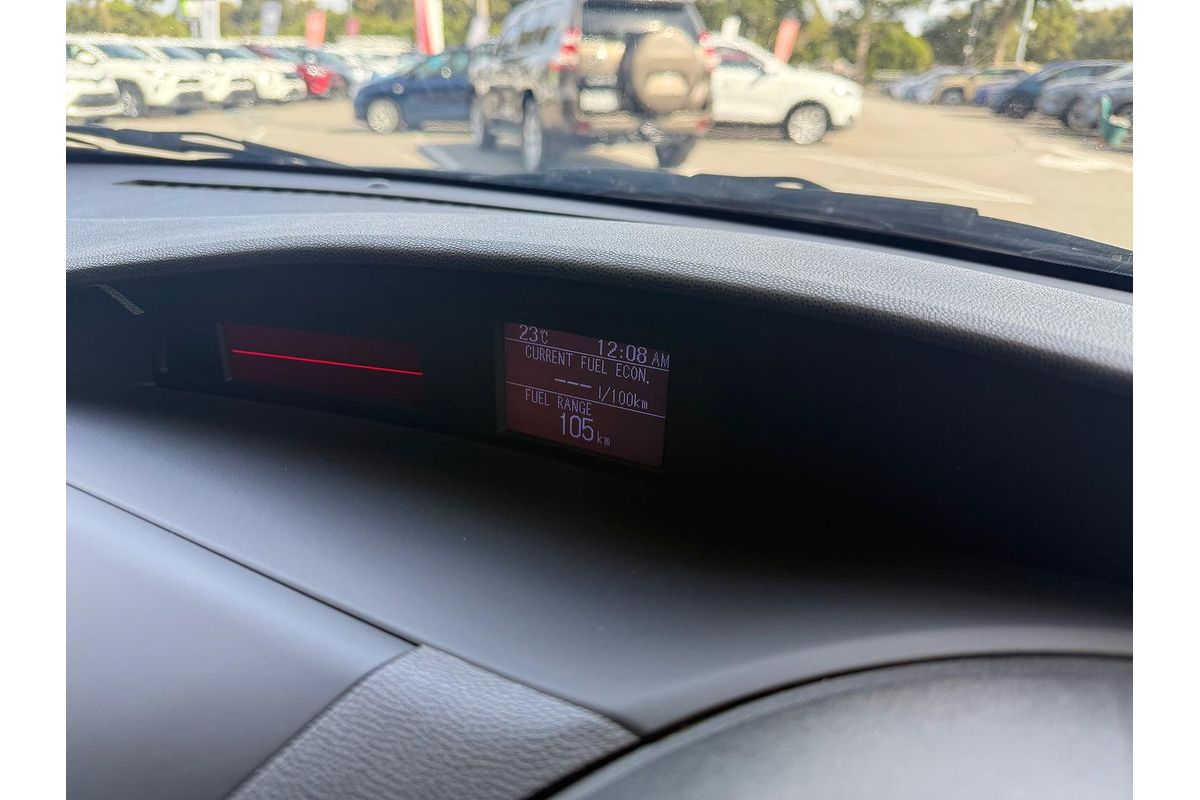 23℃ 12:08 AM
CURRENT FUEL ECON.
--- l/100km
FUEL RANGE
105 km